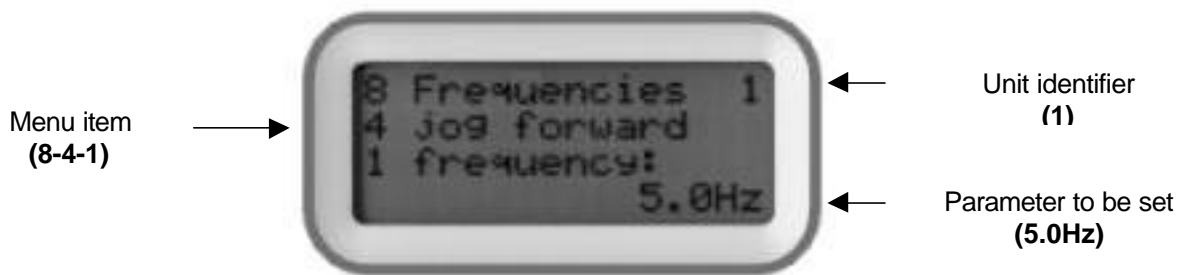 Menu item
(8-4-1)
8 Frequencies 1
4 jog forward
1 frequency:
5.0Hz
Unit identifier
(1)
Parameter to be set
(5.0Hz)